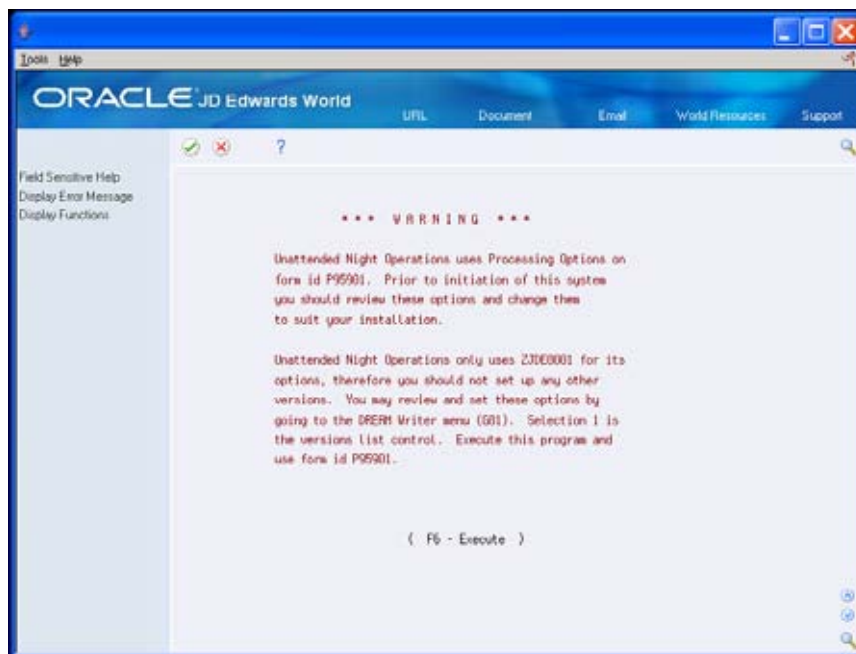 Tools Help
ORACLE JD Edwards World
URL Document Email World Resources Support
?
Field Sensitive Help
Display Error Message
Display Functions
*** WARNING ***
Unattended Night Operations uses Processing Options on
form id P95901. Prior to initiation of this system
you should review these options and change them
to suit your installation.
Unattended Night Operations only uses ZJDE0001 for its
options, therefore you should not set up any other
versions. You may review and set these options by
going to the DREAM Writer menu (G81). Selection 1 is
the versions list control. Execute this program and
use form id P95901.
( F6 - Execute )